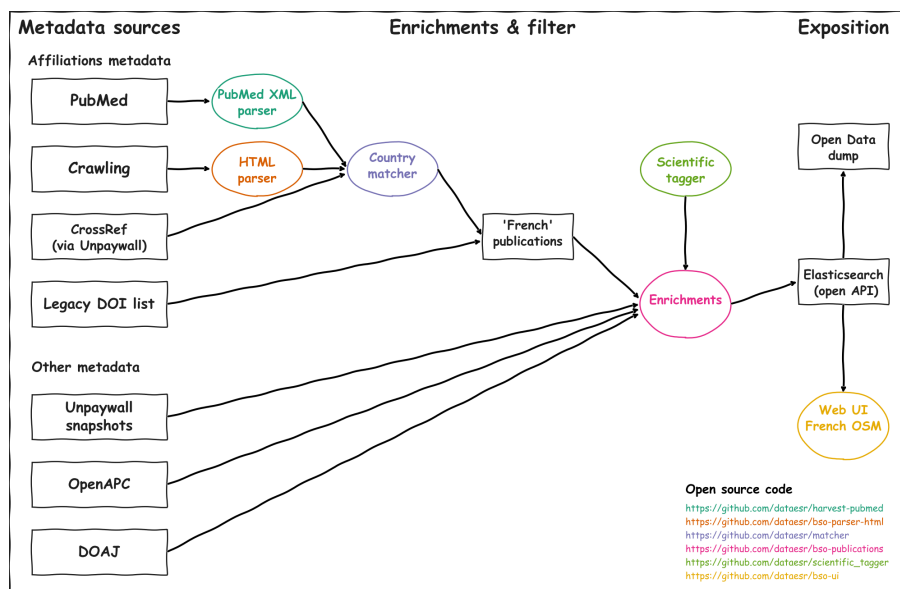 Metadata sources
Enrichments & filter
Exposition
Affiliations metadata
PubMed
PubMed XML
parser
Crawling
HTML
parser
Country
matcher
Scientific
tagger
Open Data
dump
CrossRef
(via Unpaywall)
'French'
publications
Legacy DOI list
Enrichments
Elasticsearch
(open API)
Other metadata
Unpaywall
snapshots
Web UI
French OSM
OpenAPC
DOAJ
Open source code
https://github.com/dataesr/harvest-pubmed
https://github.com/dataesr/bso-parser-html
https://github.com/dataesr/matcher
https://github.com/dataesr/bso-publications
https://github.com/dataesr/scientific_tagger
https://github.com/dataesr/bso-ui